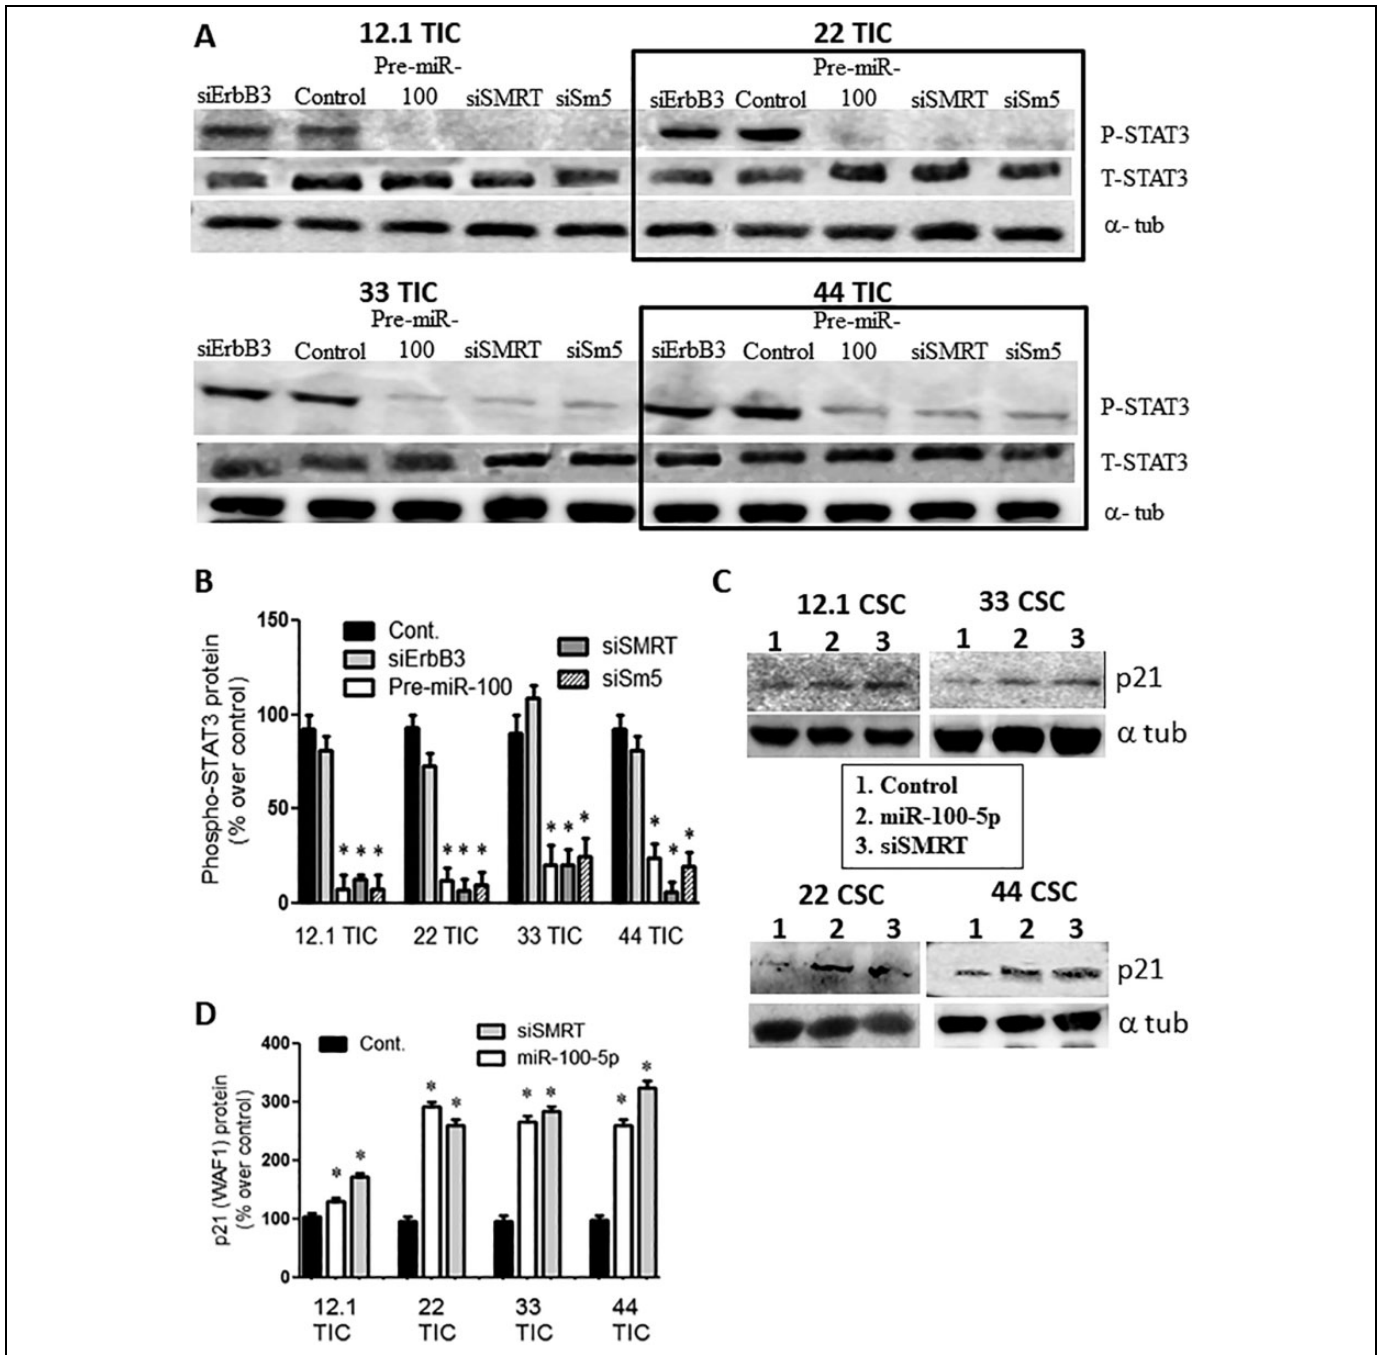 A
12.1 TIC
22 TIC
Pre-miR-
Pre-miR-
siErbB3 Control 100 siSMRT siSm5
siErbB3 Control 100 siSMRT siSm5
P-STAT3
T-STAT3
α- tub
33 TIC
44 TIC
Pre-miR-
Pre-miR-
siErbB3 Control 100 siSMRT siSm5
siErbB3 Control 100 siSMRT siSm5
P-STAT3
T-STAT3
α- tub
B
Phospho-STAT3 protein
(% over control)
150
100
50
0
Cont.
siErbB3
Pre-miR-100
siSMRT
siSm5
* * *
* * *
* * *
* * *
12.1 TIC 22 TIC 33 TIC 44 TIC
C
12.1 CSC
33 CSC
1 2 3
1 2 3
p21
α tub
1. Control
2. miR-100-5p
3. siSMRT
22 CSC
44 CSC
1 2 3
1 2 3
p21
α tub
D
p21 (WAF1) protein
(% over control)
400
300
200
100
0
Cont.
siSMRT
miR-100-5p
* *
* *
* *
* *
12.1 22 33 44
TIC TIC TIC TIC